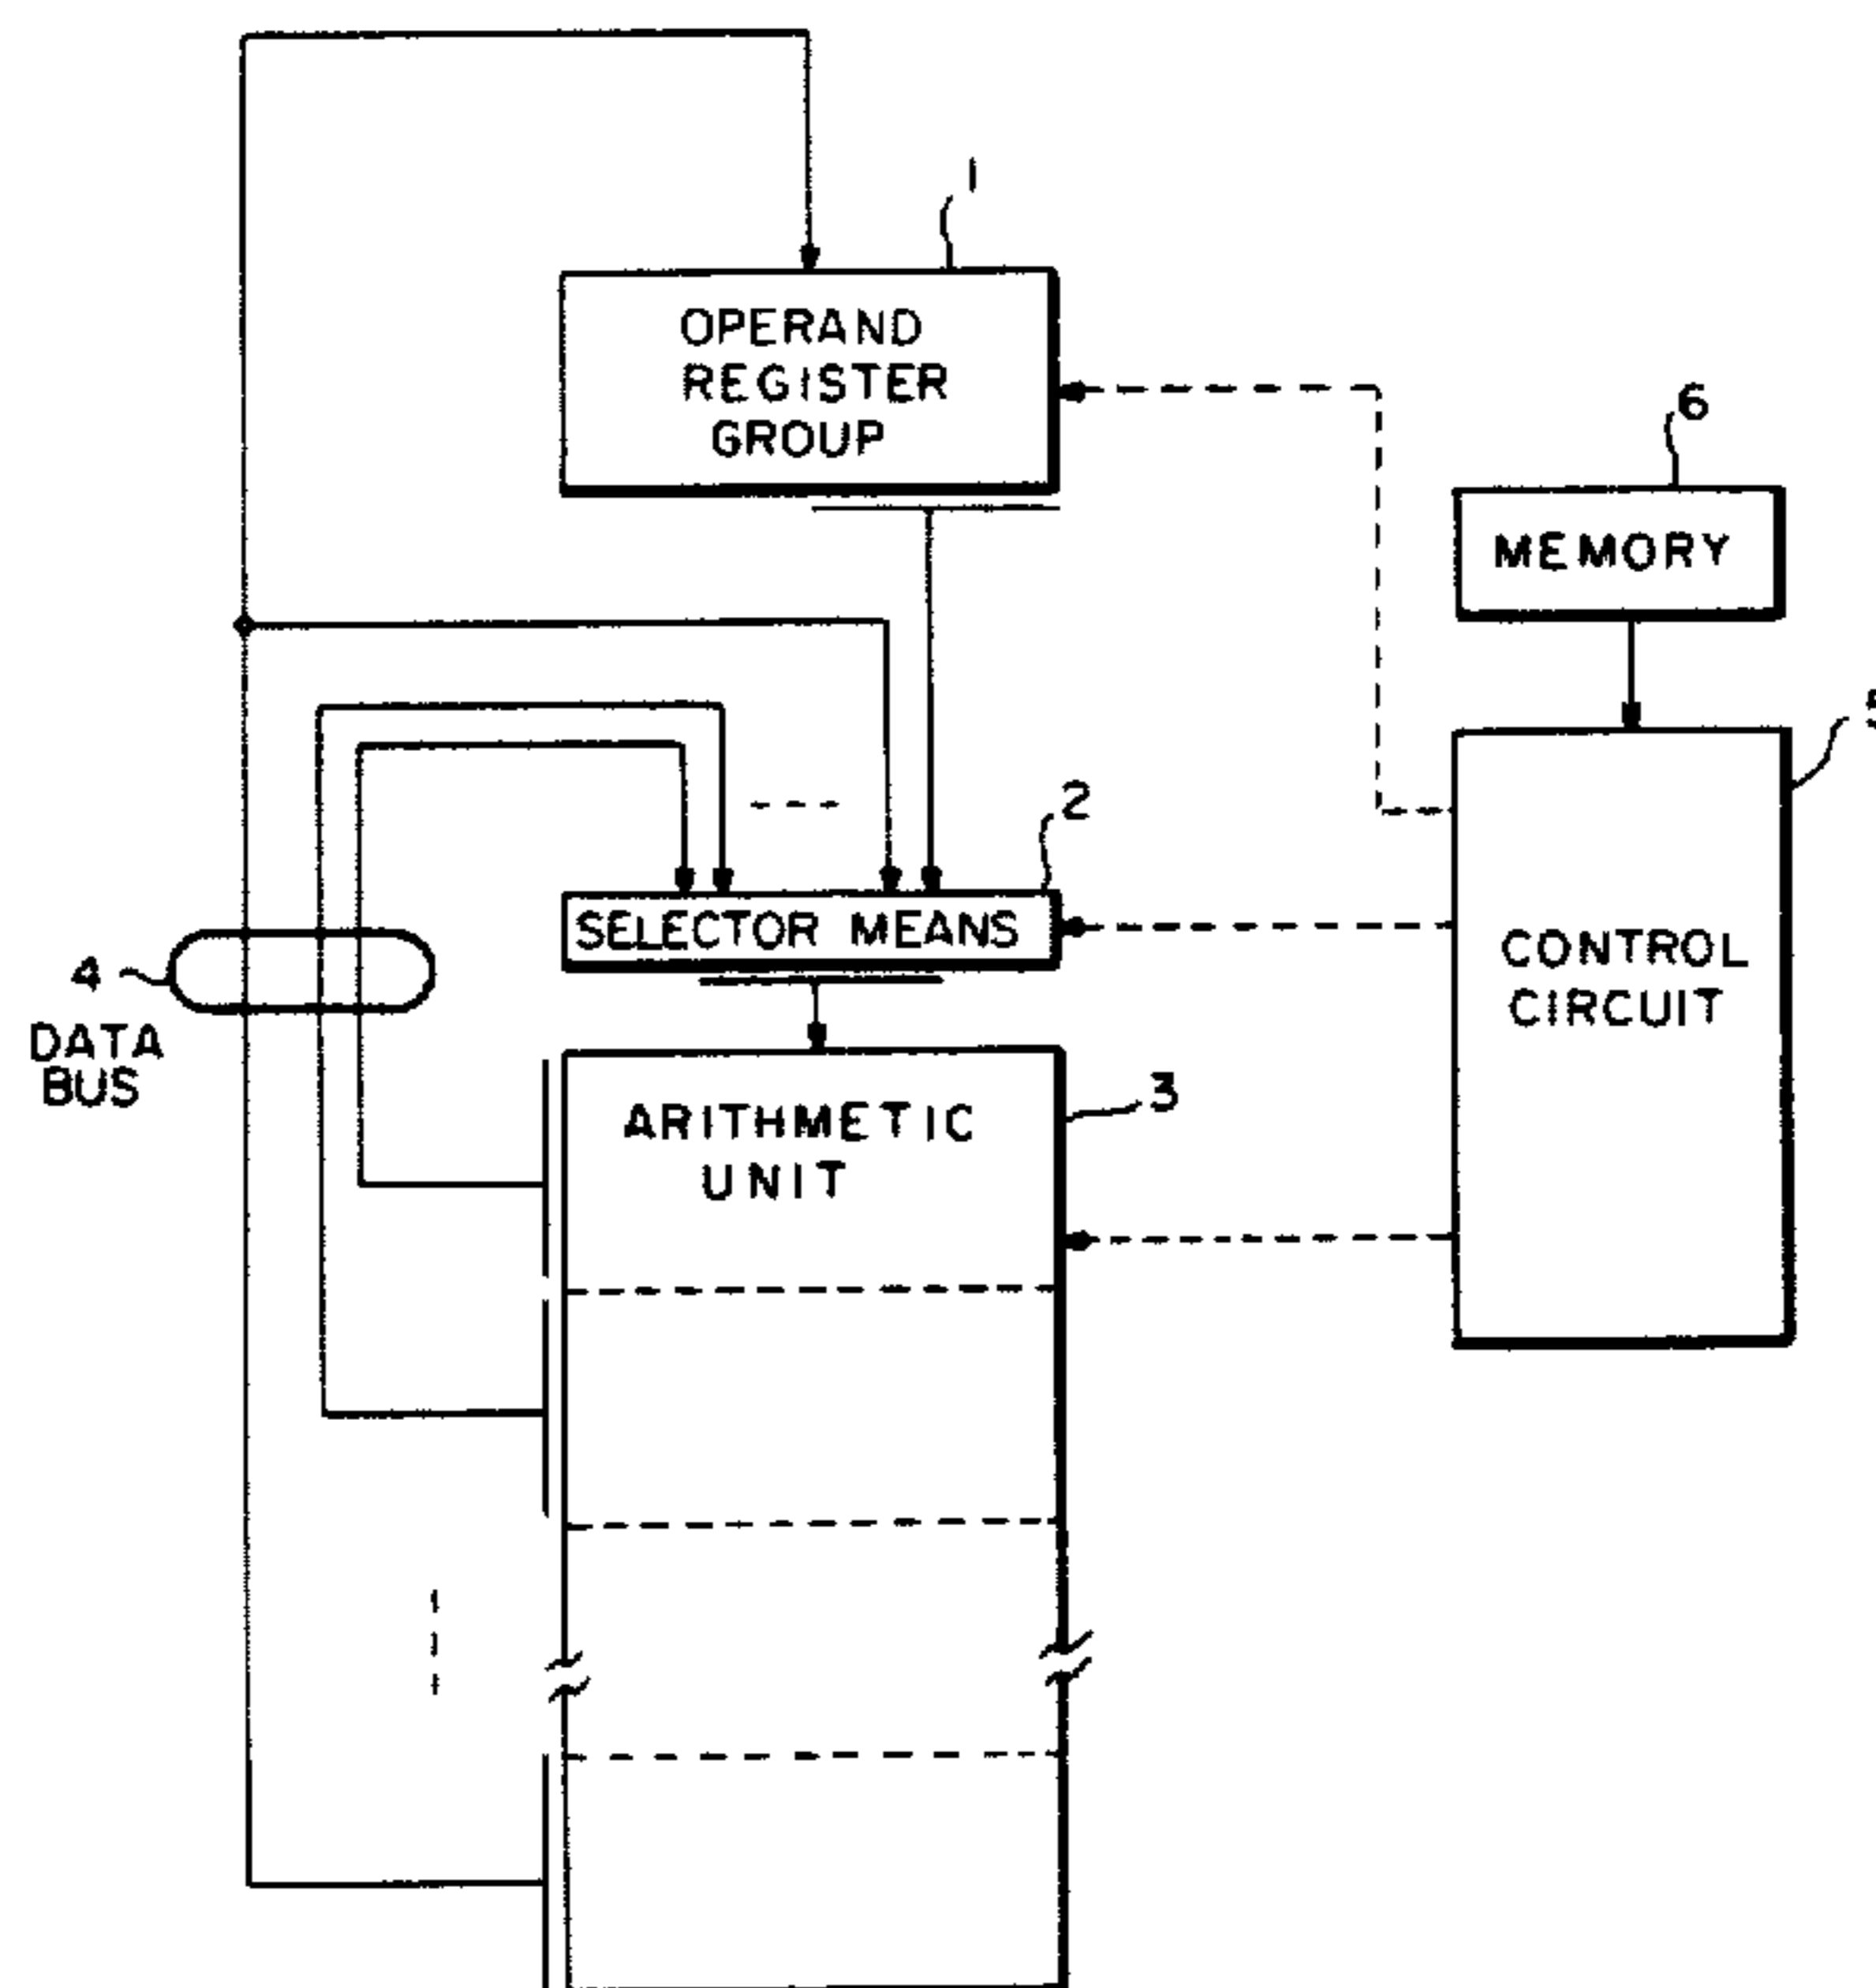 1
OPERAND
REGISTER
GROUP
6
MEMORY
5
2
SELECTOR MEANS
CONTROL
CIRCUIT
4
DATA
BUS
3
ARITHMETIC
UNIT